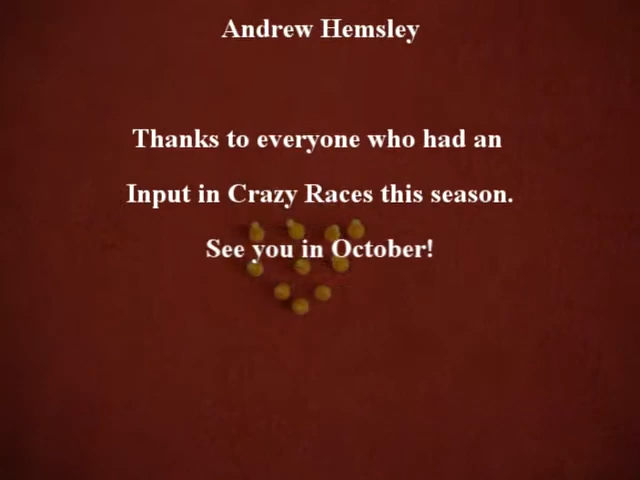 Andrew Hemsley
Thanks to everyone who had an
Input in Crazy Races this season.
See you in October!